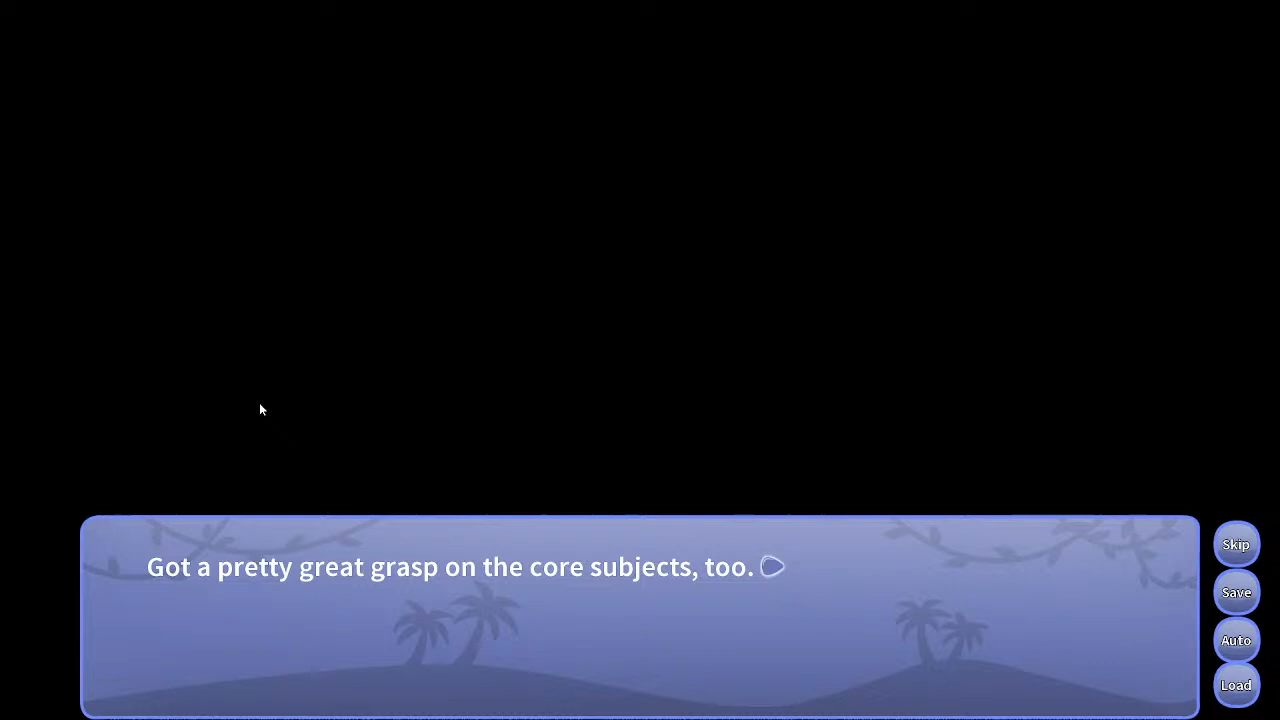 Got a pretty great grasp on the core subjects, too.
Skip
Save
Auto
Load